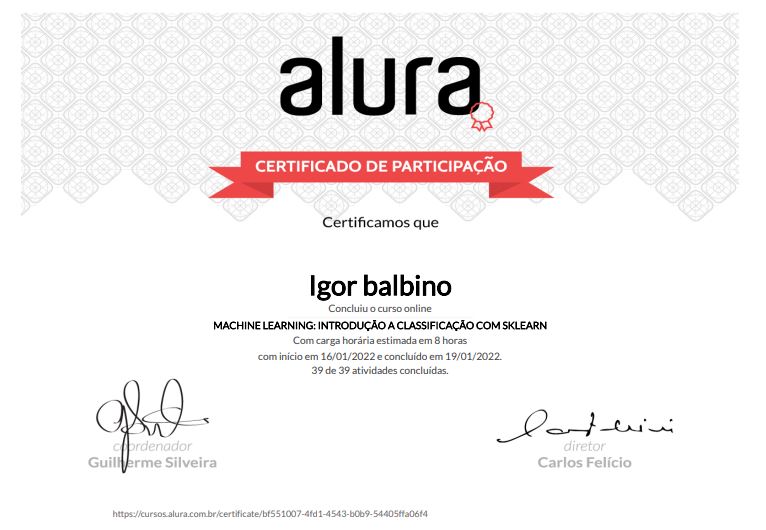 alura
CERTIFICADO DE PARTICIPAÇÃO
Certificamos que
Igor balbino
Concluiu o curso online
MACHINE LEARNING: INTRODUÇÃO A CLASSIFICAÇÃO COM SKLEARN
Com carga horária estimada em 8 horas
com início em 16/01/2022 e concluído em 19/01/2022.
39 de 39 atividades concluídas.
coordenador
Guilherme Silveira
diretor
Carlos Felício
https://cursos.alura.com.br/certificate/bf551007-4fd1-4543-b0b9-54405ffa06f4